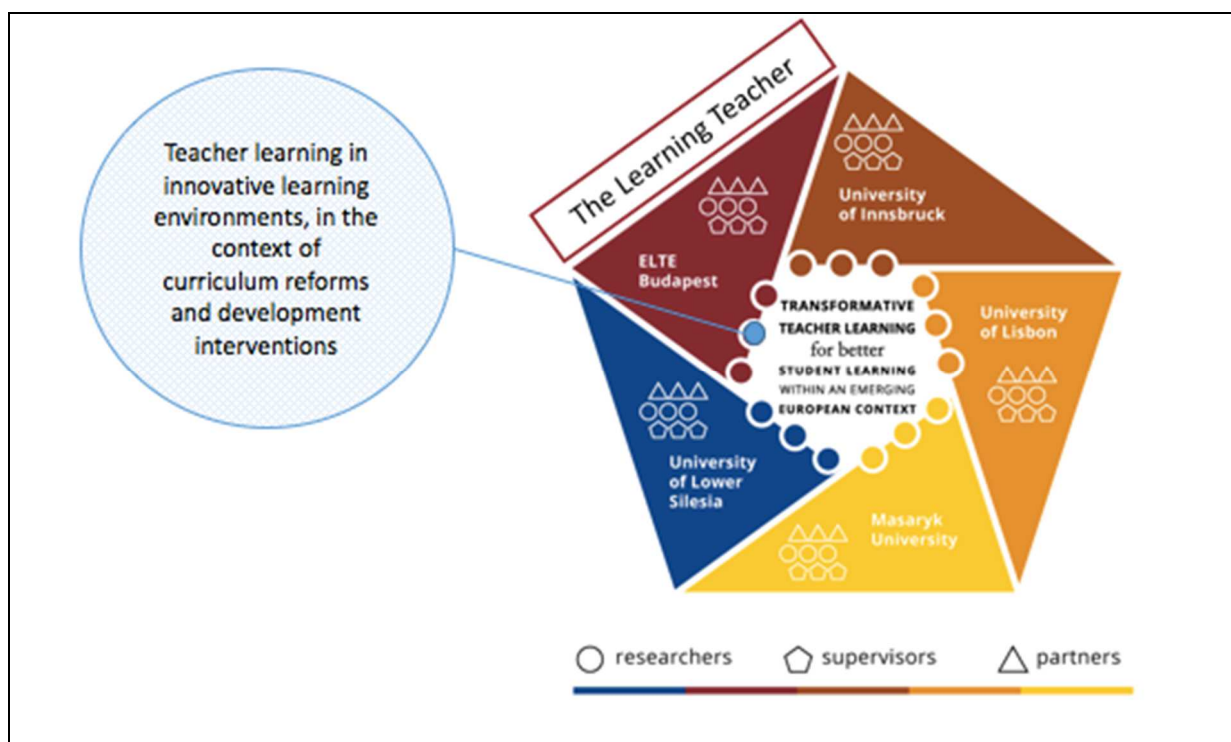 Teacher learning in
innovative learning
environments, in the
context of
curriculum reforms
and development
interventions
The Learning Teacher
ELTE
Budapest
University
of Innsbruck
University
of Lisbon
TRANSFORMATIVE
TEACHER LEARNING
for better
STUDENT LEARNING
WITHIN AN EMERGING
EUROPEAN CONTEXT
University
of Lower
Silesia
Masaryk
University
researchers
supervisors
partners